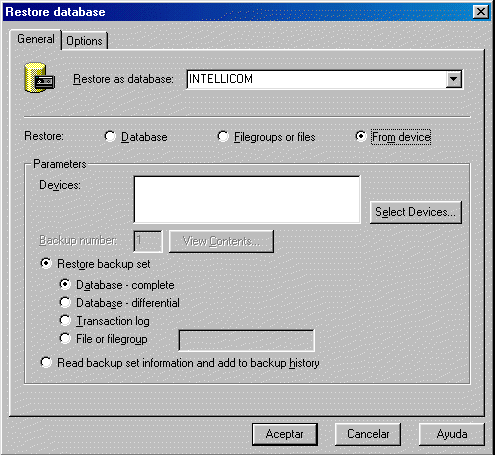 Restore database
General Options
Restore as database: INTELLICOM
Restore: Database Filegroups or files From device
Parameters
Devices:
Select Devices...
Backup number: 1 View Contents...
Restore backup set
Database - complete
Database - differential
Transaction log
File or filegroup
Read backup set information and add to backup history
Aceptar Cancelar Ayuda